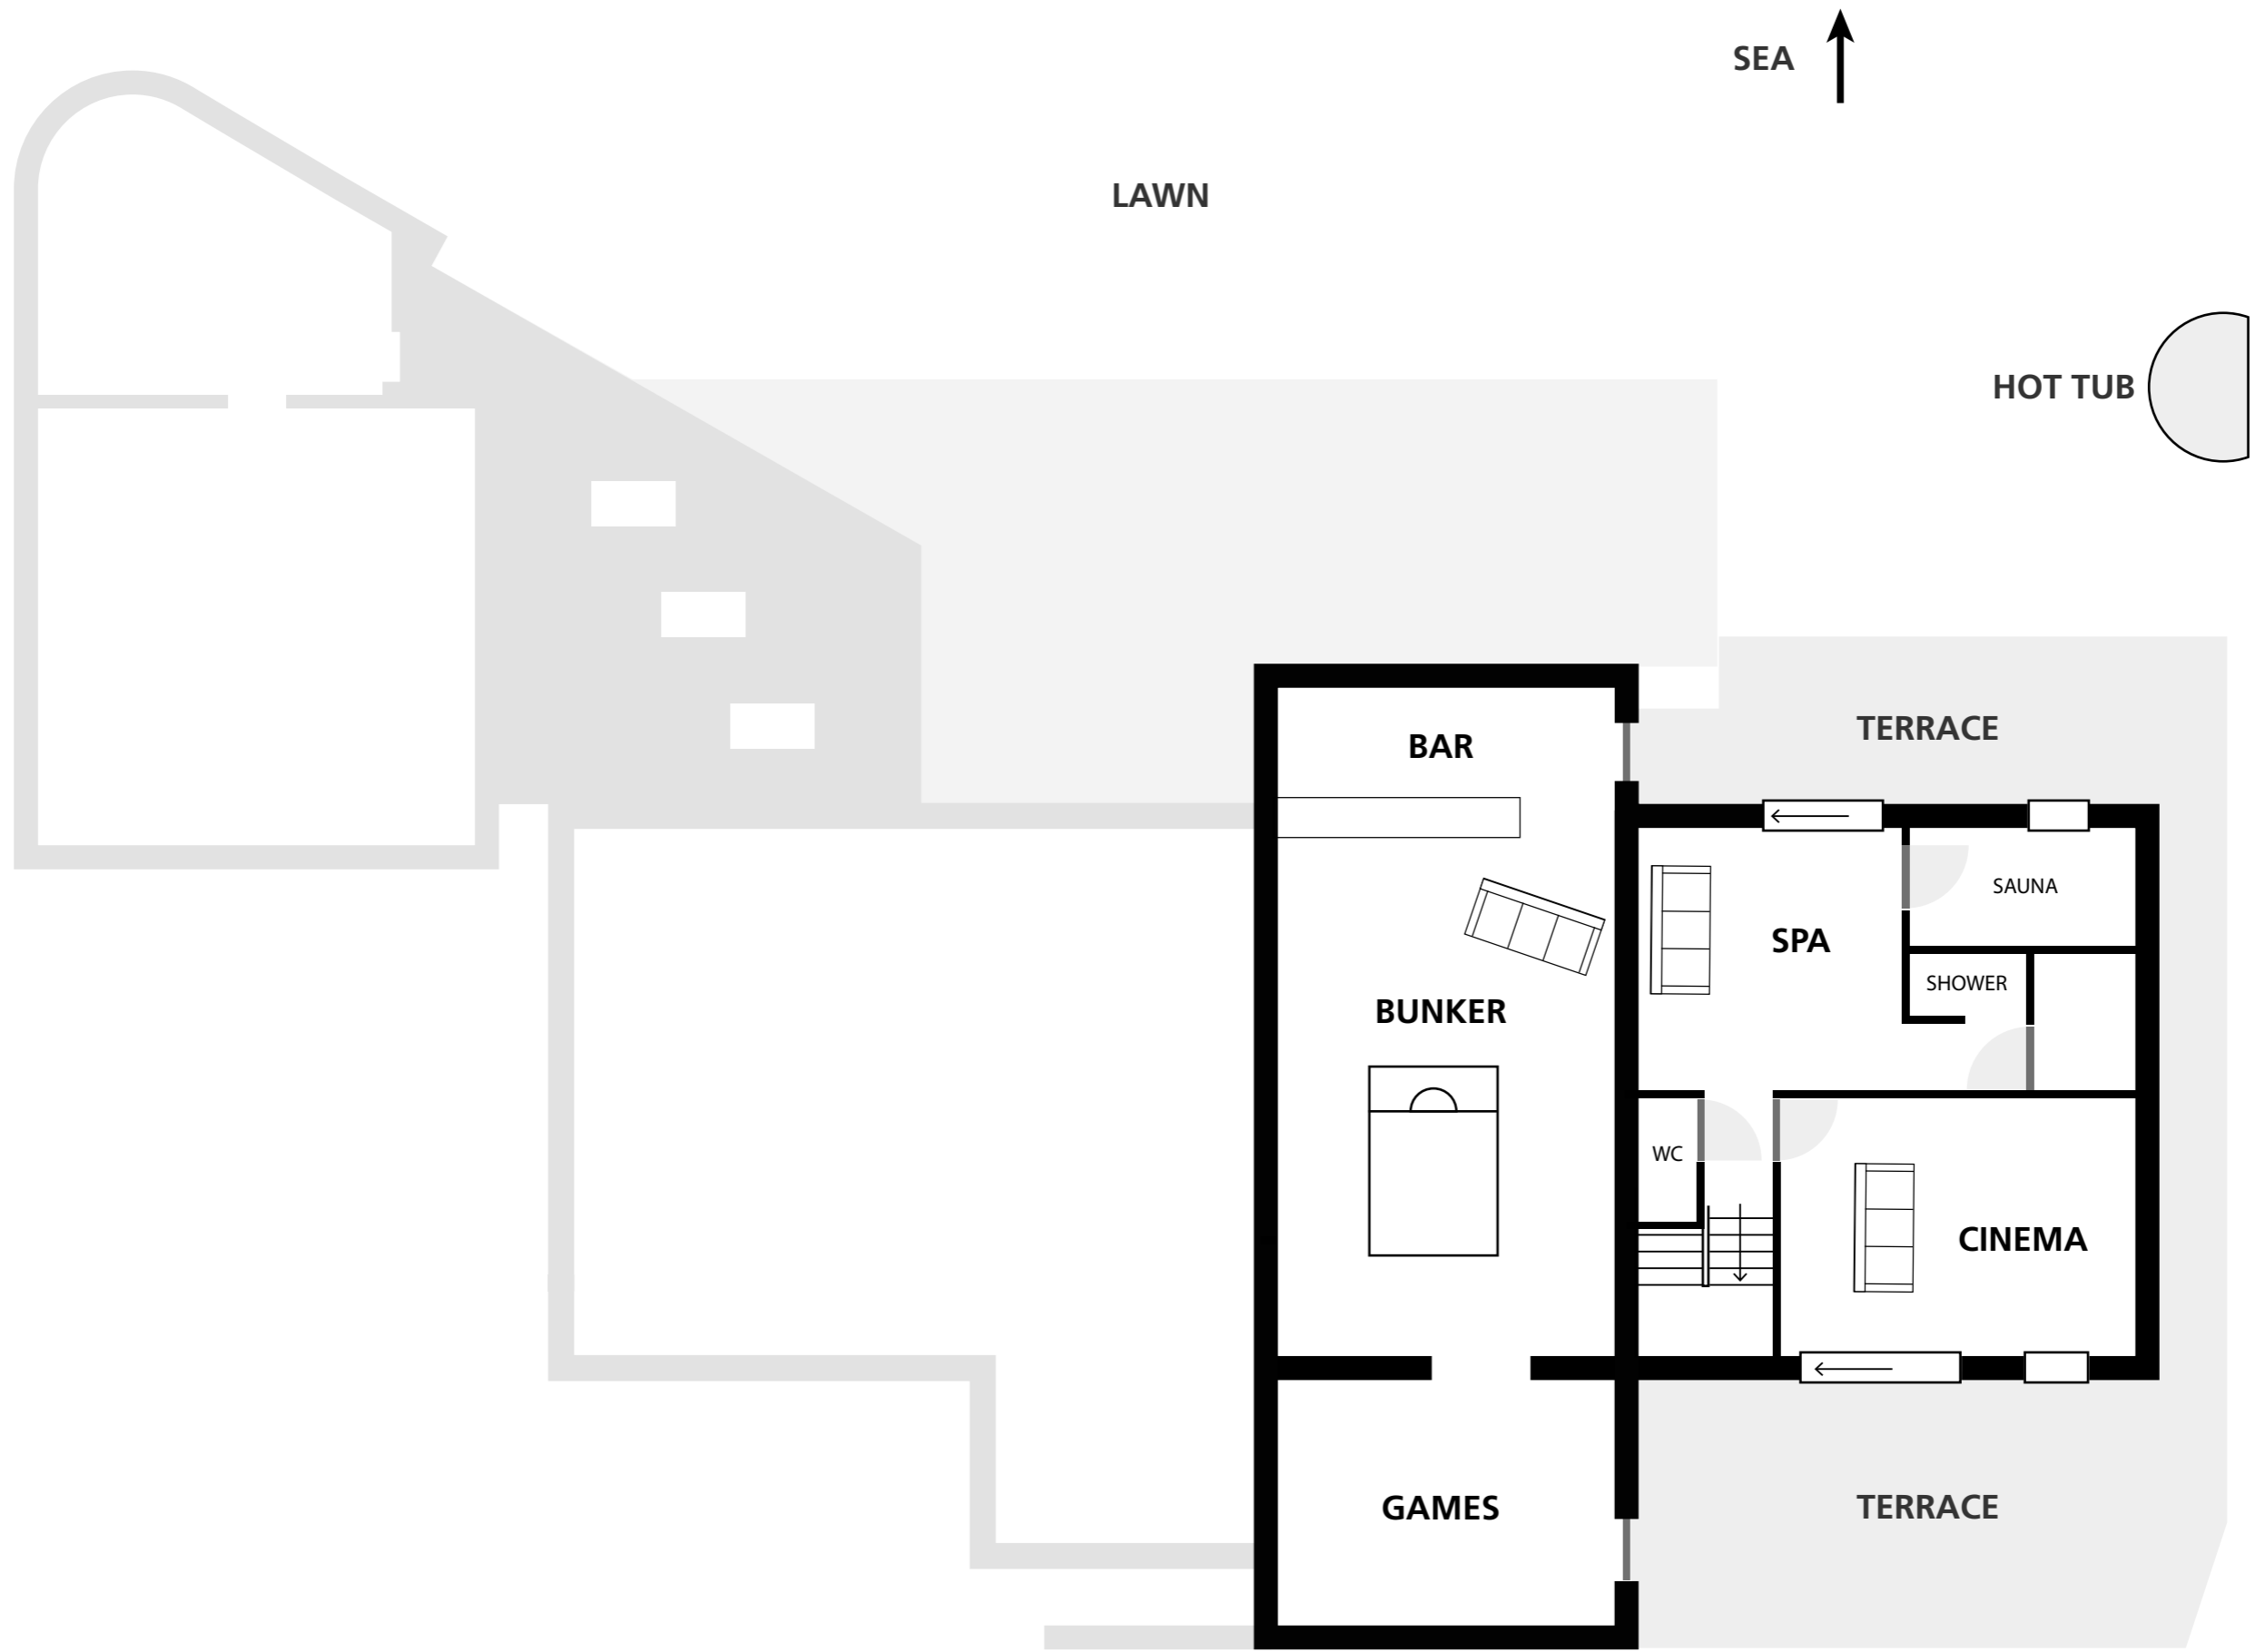 SEA
LAWN
HOT TUB
TERRACE
BAR
SAUNA
SPA
SHOWER
BUNKER
WC
CINEMA
GAMES
TERRACE